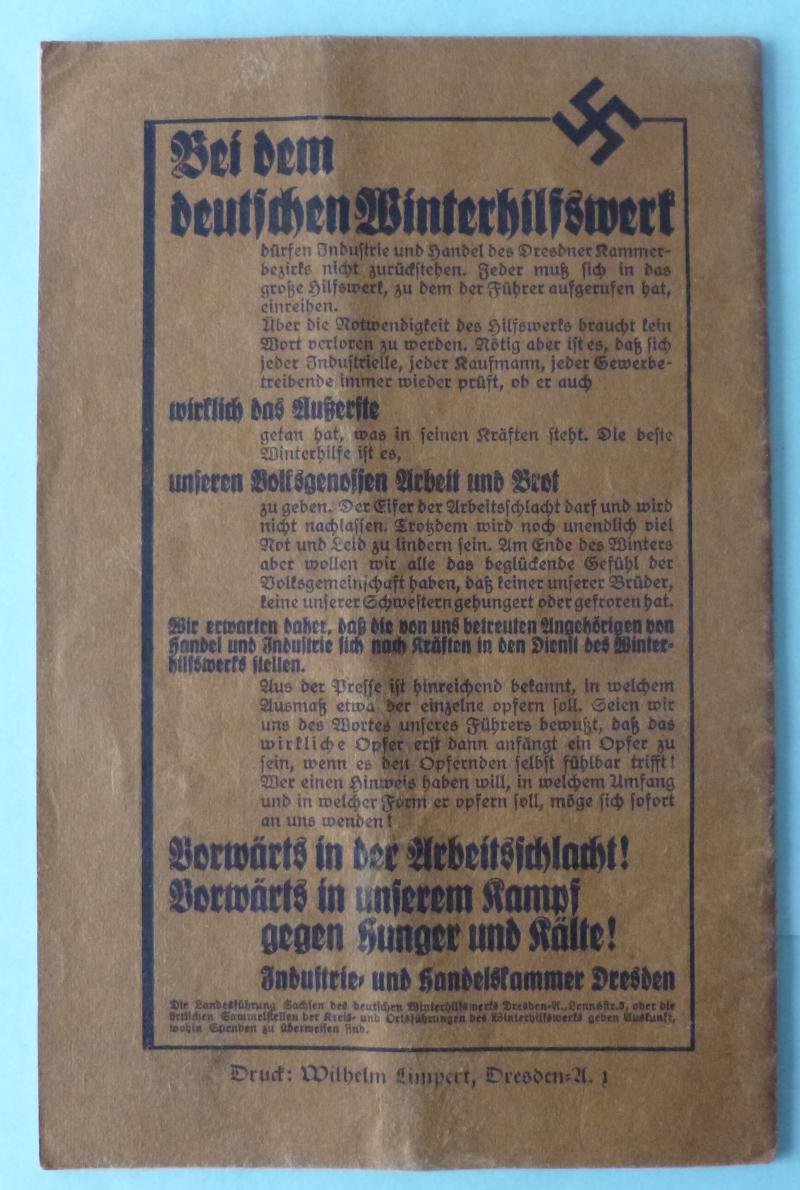 Bei dem
deutschen Winterhilfswerk
dürfen Industrie und Handel des Dresdner Kammer-
bezirks nicht zurückstehen. Jeder muß sich in das
große Hilfswerk, zu dem der Führer aufgerufen hat,
einreihen.
Über die Notwendigkeit des Hilfswerks braucht kein
Wort verloren zu werden. Nötig aber ist es, daß sich
jeder Industrielle, jeder Kaufmann, jeder Gewerbe-
treibende immer wieder prüft, ob er auch
wirklich das Äußerste
getan hat, was in seinen Kräften steht. Die beste
Winterhilfe ist es,
unseren Volksgenossen Arbeit und Brot
zu geben. Der Eifer der Arbeitsschlacht darf und wird
nicht nachlassen. Trotzdem wird noch unendlich viel
Not und Leid zu lindern sein. Am Ende des Winters
aber wollen wir alle das beglückende Gefühl der
Volksgemeinschaft haben, daß keiner unserer Brüder,
keine unserer Schwestern gehungert oder gefroren hat.
Wir erwarten daher, daß die von uns betreuten Angehörigen von
Handel und Industrie sich nach Kräften in den Dienst des Winter-
hilfswerks stellen.
Aus der Presse ist hinreichend bekannt, in welchem
Ausmaß etwa der einzelne opfern soll. Seien wir
uns des Wortes unseres Führers bewußt, daß das
wirkliche Opfer erst dann anfängt ein Opfer zu
sein, wenn es den Opfernden selbst fühlbar trifft!
Wer einen Hinweis haben will, in welchem Umfang
und in welcher Form er opfern soll, möge sich sofort
an uns wenden!
Vorwärts in der Arbeitsschlacht!
Vorwärts in unserem Kampf
gegen Hunger und Kälte!
Industrie- und Handelskammer Dresden
Die Landesführung Sachsen des deutschen Winterhilfswerks Dresden-A., Lennéstr. 3, oder die
örtlichen Sammelstellen der Kreis- und Ortsführungen des Winterhilfswerks geben Auskunft,
wohin Spenden zu überweisen sind.
Druck: Wilhelm Limpert, Dresden-A. 1